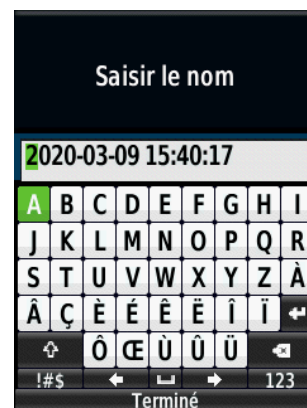 Saisir le nom
2020-03-09 15:40:17
A B C D E F G H I
J K L M N O P Q R
S T U V W X Y Z À
Â Ç È É Ê Ë Î Ï
Ô Œ Ù Û Ü
!#$ 123
Terminé